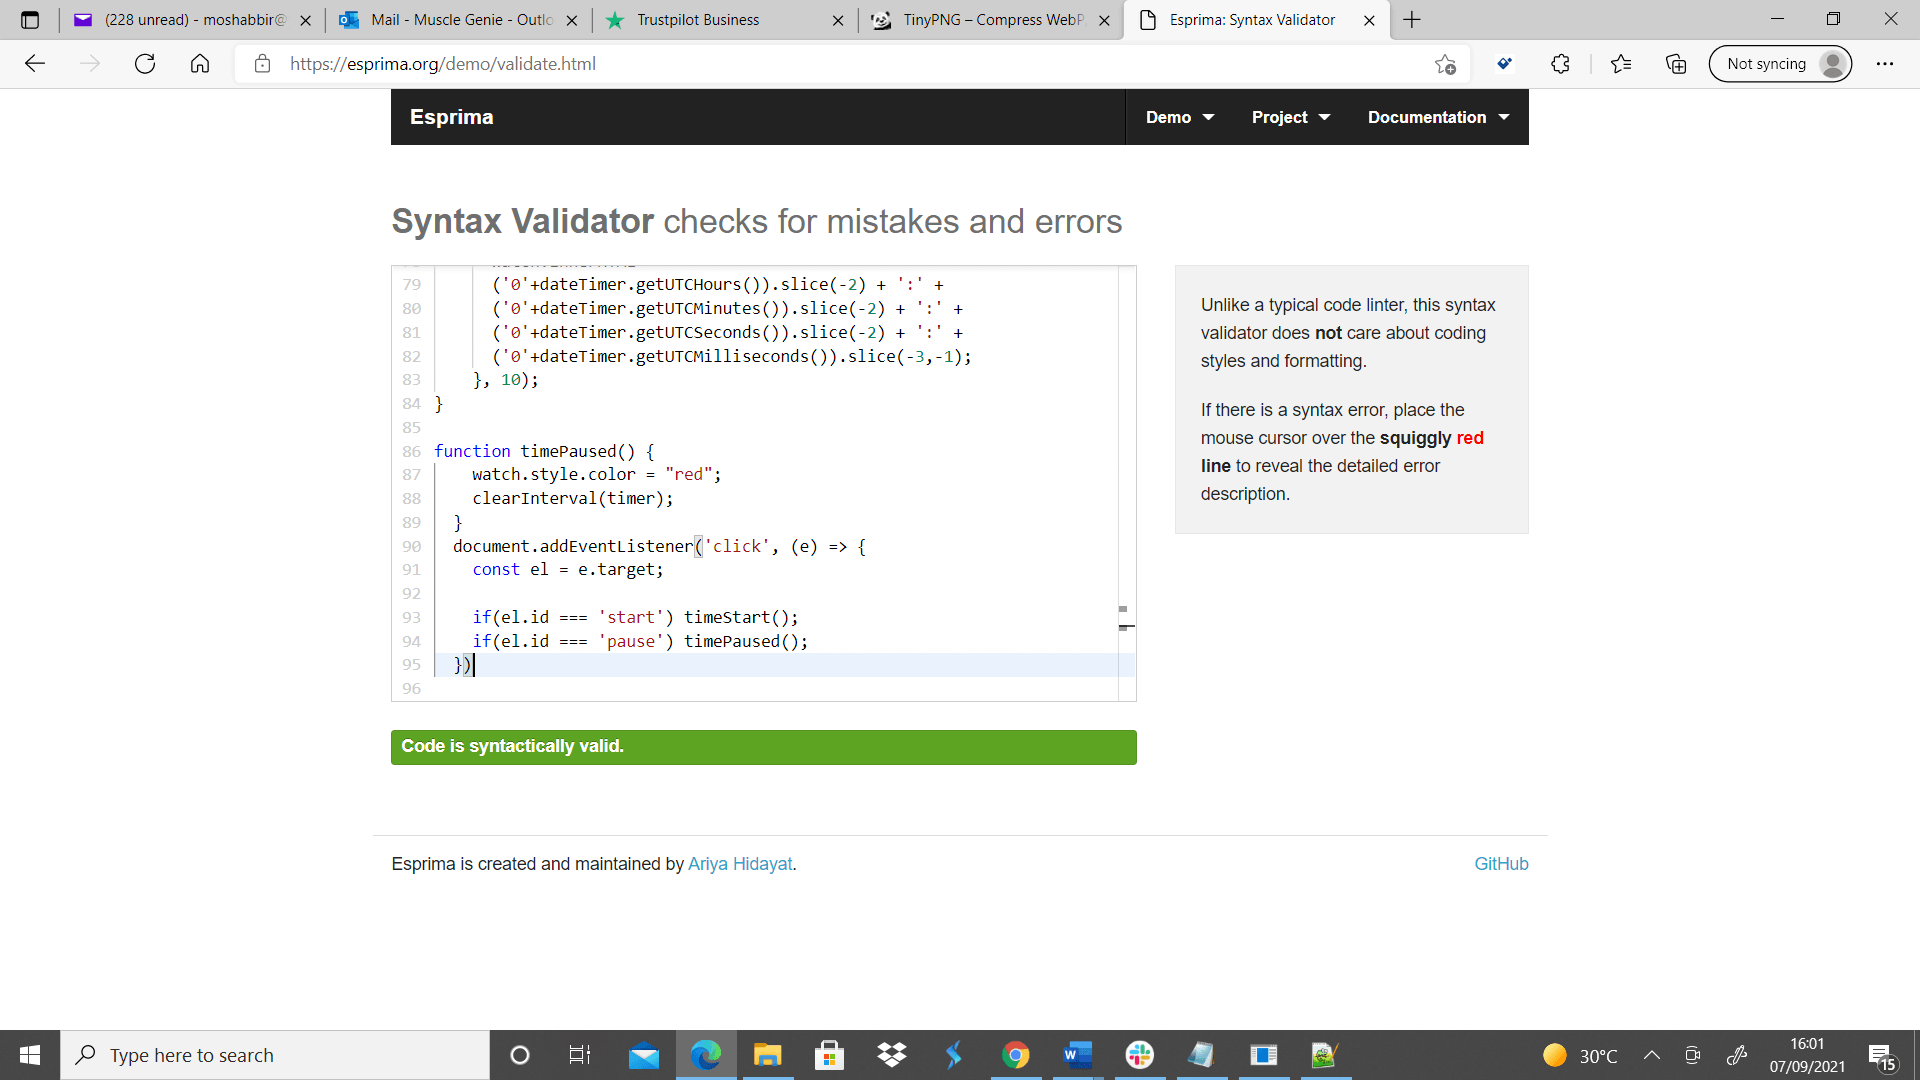 (228 unread) - moshabbir@
Mail - Muscle Genie - Outlo
Trustpilot Business
TinyPNG – Compress WebP
Esprima: Syntax Validator
https://esprima.org/demo/validate.html
Not syncing
Esprima
Demo
Project
Documentation
Syntax Validator checks for mistakes and errors
79 ('0'+dateTimer.getUTCHours()).slice(-2) + ':' +
80 ('0'+dateTimer.getUTCMinutes()).slice(-2) + ':' +
81 ('0'+dateTimer.getUTCSeconds()).slice(-2) + ':' +
82 ('0'+dateTimer.getUTCMilliseconds()).slice(-3,-1);
83 }, 10);
84 }
85
86 function timePaused() {
87 watch.style.color = "red";
88 clearInterval(timer);
89 }
90 document.addEventListener('click', (e) => {
91 const el = e.target;
92
93 if(el.id === 'start') timeStart();
94 if(el.id === 'pause') timePaused();
95 })
96
Unlike a typical code linter, this syntax
validator does not care about coding
styles and formatting.
If there is a syntax error, place the
mouse cursor over the squiggly red
line to reveal the detailed error
description.
Code is syntactically valid.
Esprima is created and maintained by Ariya Hidayat.
GitHub
Type here to search
30°C
16:01
07/09/2021
15